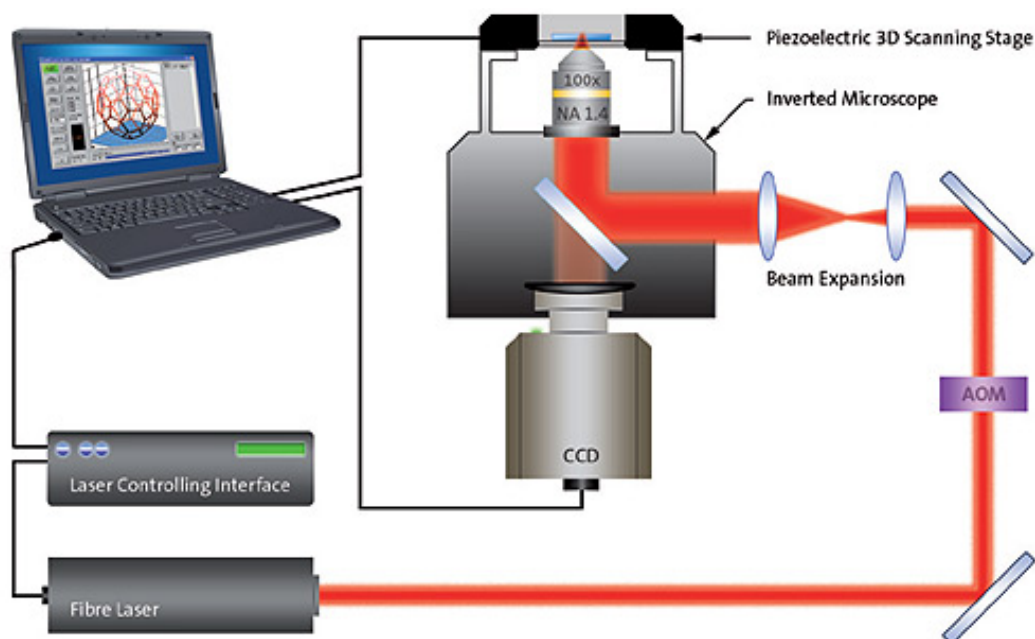 Piezoelectric 3D Scanning Stage
100x
Inverted Microscope
NA 1.4
Beam Expansion
AOM
CCD
Laser Controlling Interface
Fibre Laser